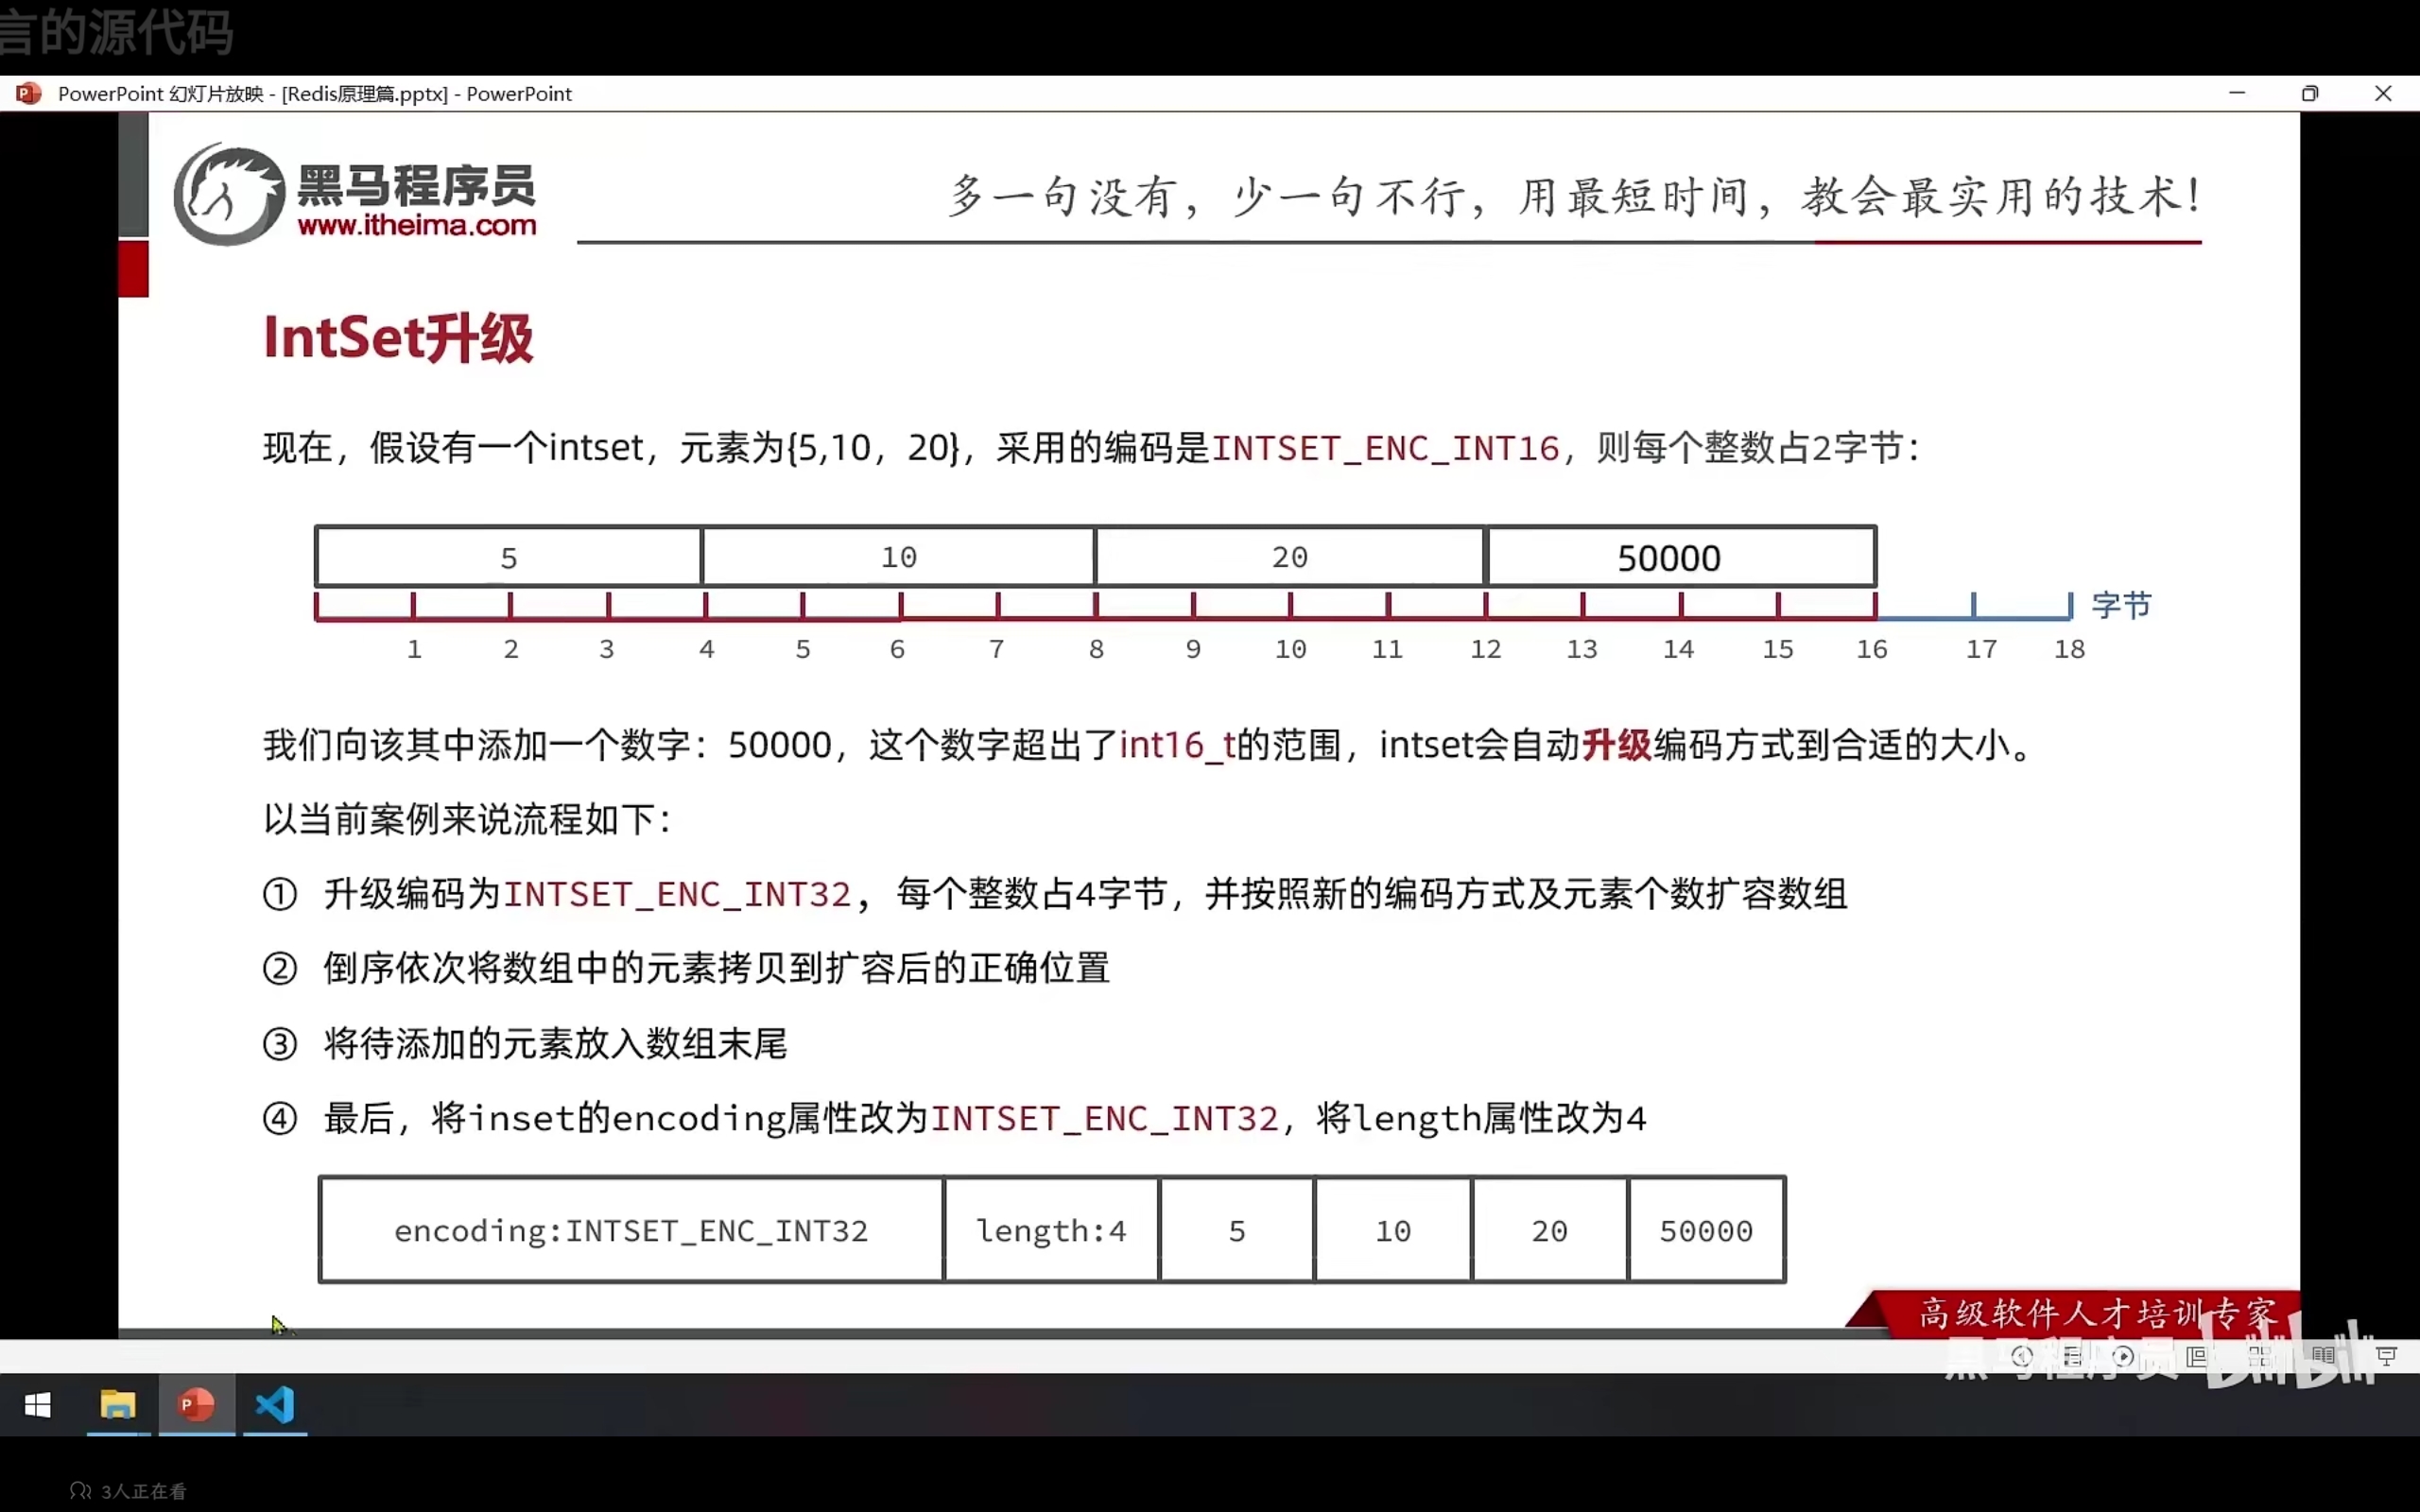 言的源代码
PowerPoint 幻灯片放映 - [Redis原理篇.pptx] - PowerPoint
黑马程序员
www.itheima.com
多一句没有，少一句不行，用最短时间，教会最实用的技术！
IntSet升级
现在，假设有一个intset，元素为{5,10，20}，采用的编码是INTSET_ENC_INT16，则每个整数占2字节：
5 10 20 50000
字节
1 2 3 4 5 6 7 8 9 10 11 12 13 14 15 16 17 18
我们向该其中添加一个数字：50000，这个数字超出了int16_t的范围，intset会自动升级编码方式到合适的大小。
以当前案例来说流程如下：
① 升级编码为INTSET_ENC_INT32，每个整数占4字节，并按照新的编码方式及元素个数扩容数组
② 倒序依次将数组中的元素拷贝到扩容后的正确位置
③ 将待添加的元素放入数组末尾
④ 最后，将inset的encoding属性改为INTSET_ENC_INT32，将length属性改为4
encoding:INTSET_ENC_INT32 length:4 5 10 20 50000
高级软件人才培训专家
黑马程序员 bilibili
3人正在看